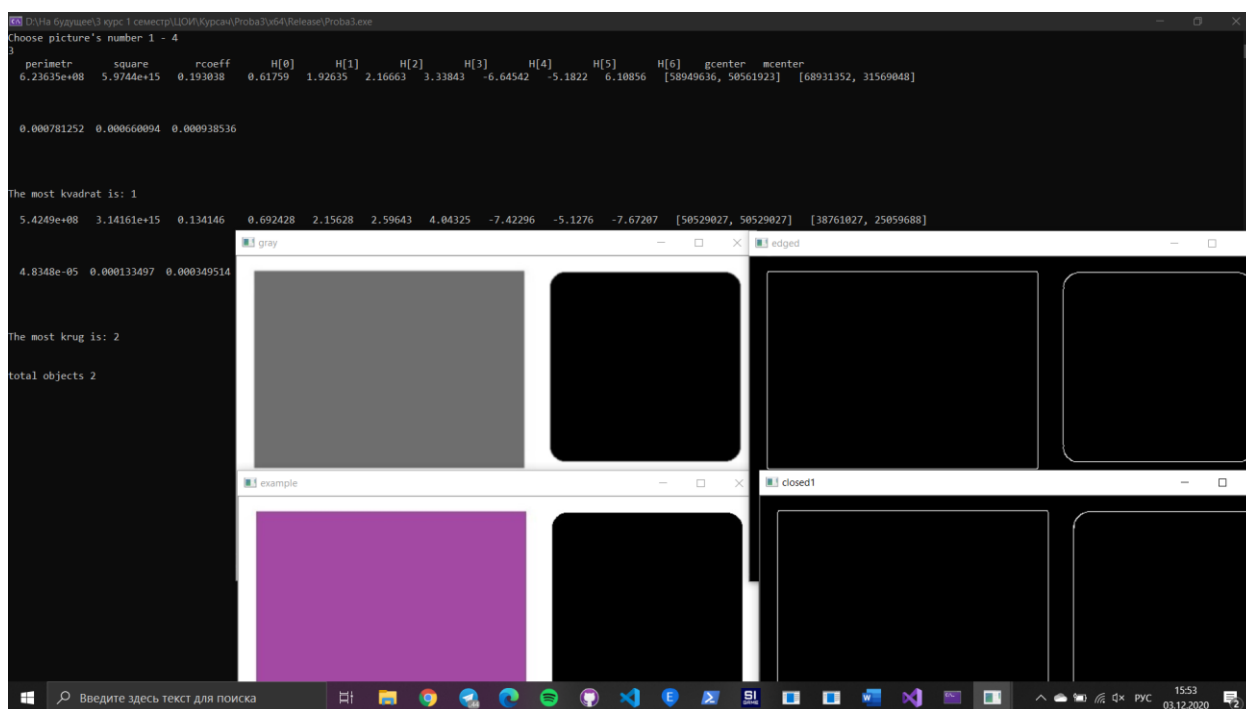 D:\На будущее\3 курс 1 семестр\ЦОИ\Курсач\Proba3\x64\Release\Proba3.exe
Choose picture's number 1 - 4
3
perimetr square rcoeff H[0] H[1] H[2] H[3] H[4] H[5] H[6] gcenter mcenter
6.23635e+08 5.9744e+15 0.193038 0.61759 1.92635 2.16663 3.33843 -6.64542 -5.1822 6.10856 [58949636, 50561923] [68931352, 31569048]
0.000781252 0.000660094 0.000938536
The most kvadrat is: 1
5.4249e+08 3.14161e+15 0.134146 0.692428 2.15628 2.59643 4.04325 -7.42296 -5.1276 -7.67207 [50529027, 50529027] [38761027, 25059688]
gray
edged
4.8348e-05 0.000133497 0.000349514
The most krug is: 2
total objects 2
example
closed1
Введите здесь текст для поиска
РУС
15:53
03.12.2020
2